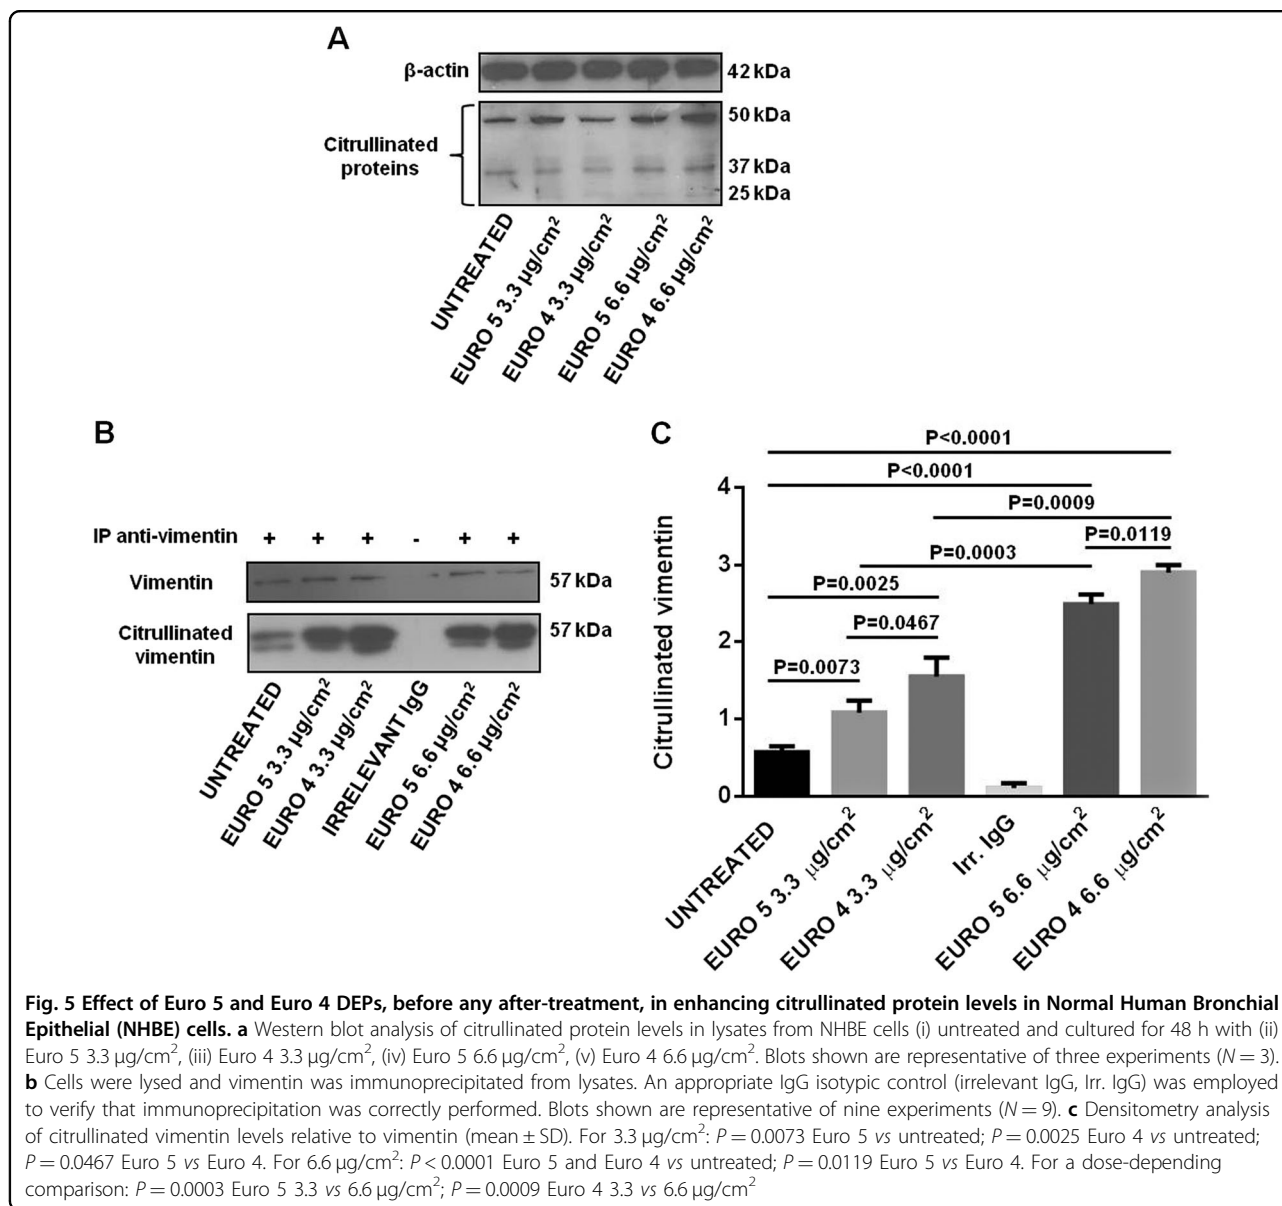 A
β-actin
42 kDa
Citrullinated
proteins
50 kDa
37 kDa
25 kDa
UNTREATED
EURO 5 3.3 µg/cm²
EURO 4 3.3 µg/cm²
EURO 5 6.6 µg/cm²
EURO 4 6.6 µg/cm²
B
IP anti-vimentin + + + - + +
Vimentin
57 kDa
Citrullinated
vimentin
57 kDa
UNTREATED
EURO 5 3.3 µg/cm²
EURO 4 3.3 µg/cm²
IRRELEVANT IgG
EURO 5 6.6 µg/cm²
EURO 4 6.6 µg/cm²
C
P<0.0001
P<0.0001
P=0.0009
P=0.0119
P=0.0003
P=0.0025
P=0.0467
P=0.0073
Citrullinated vimentin
4
3
2
1
0
UNTREATED
EURO 5 3.3 µg/cm²
EURO 4 3.3 µg/cm²
Irr. IgG
EURO 5 6.6 µg/cm²
EURO 4 6.6 µg/cm²
Fig. 5 Effect of Euro 5 and Euro 4 DEPs, before any after-treatment, in enhancing citrullinated protein levels in Normal Human Bronchial
Epithelial (NHBE) cells. a Western blot analysis of citrullinated protein levels in lysates from NHBE cells (i) untreated and cultured for 48 h with (ii)
Euro 5 3.3 µg/cm², (iii) Euro 4 3.3 µg/cm², (iv) Euro 5 6.6 µg/cm², (v) Euro 4 6.6 µg/cm². Blots shown are representative of three experiments (N = 3).
b Cells were lysed and vimentin was immunoprecipitated from lysates. An appropriate IgG isotypic control (irrelevant IgG, Irr. IgG) was employed
to verify that immunoprecipitation was correctly performed. Blots shown are representative of nine experiments (N = 9). c Densitometry analysis
of citrullinated vimentin levels relative to vimentin (mean ± SD). For 3.3 µg/cm²: P = 0.0073 Euro 5 vs untreated; P = 0.0025 Euro 4 vs untreated;
P = 0.0467 Euro 5 vs Euro 4. For 6.6 µg/cm²: P < 0.0001 Euro 5 and Euro 4 vs untreated; P = 0.0119 Euro 5 vs Euro 4. For a dose-depending
comparison: P = 0.0003 Euro 5 3.3 vs 6.6 µg/cm²; P = 0.0009 Euro 4 3.3 vs 6.6 µg/cm²